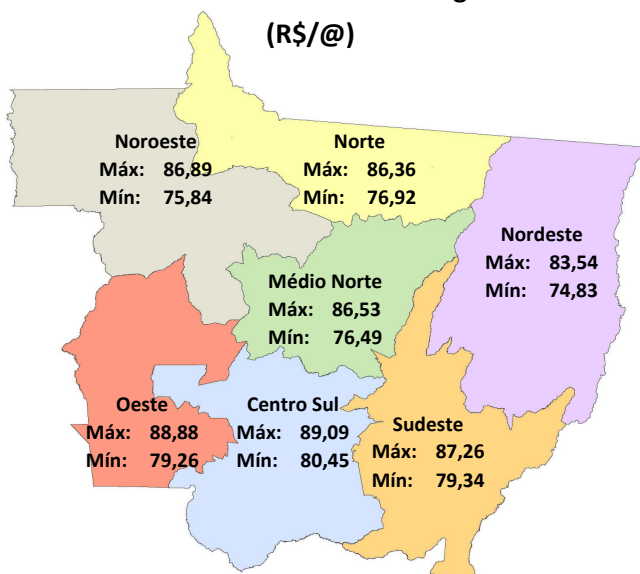 (R$/@)
Noroeste
Máx: 86,89
Mín: 75,84
Norte
Máx: 86,36
Mín: 76,92
Nordeste
Máx: 83,54
Mín: 74,83
Médio Norte
Máx: 86,53
Mín: 76,49
Oeste
Máx: 88,88
Mín: 79,26
Centro Sul
Máx: 89,09
Mín: 80,45
Sudeste
Máx: 87,26
Mín: 79,34